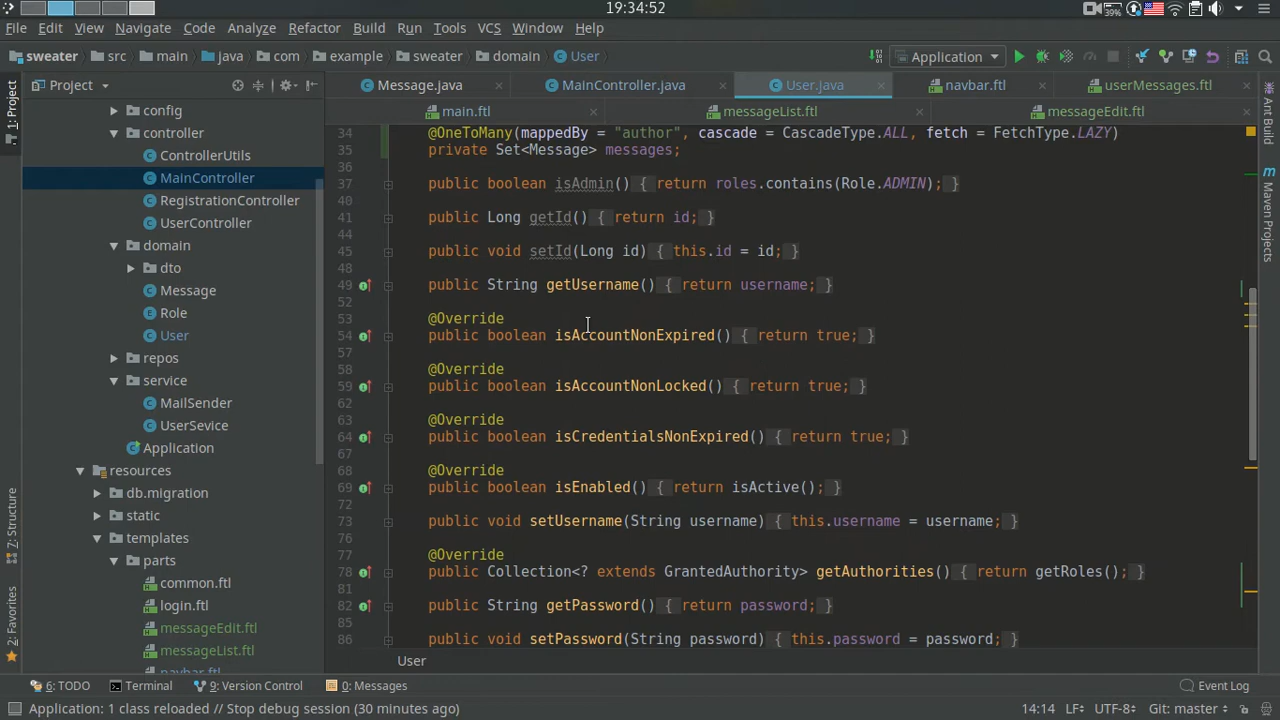 19:34:52
39%
File Edit View Navigate Code Analyze Refactor Build Run Tools VCS Window Help
sweater src main java com example sweater domain User Application
Project
Message.java MainController.java User.java navbar.ftl userMessages.ftl
main.ftl messageList.ftl messageEdit.ftl
1: Project
7: Structure
2: Favorites
Ant Build
Maven Projects
config
controller
ControllerUtils
MainController
RegistrationController
UserController
domain
dto
Message
Role
User
repos
service
MailSender
UserSevice
Application
resources
db.migration
static
templates
parts
common.ftl
login.ftl
messageEdit.ftl
messageList.ftl
navbar.ftl
34 @OneToMany(mappedBy = "author", cascade = CascadeType.ALL, fetch = FetchType.LAZY)
35 private Set<Message> messages;
36
37 public boolean isAdmin() { return roles.contains(Role.ADMIN); }
40
41 public Long getId() { return id; }
44
45 public void setId(Long id) { this.id = id; }
48
49 public String getUsername() { return username; }
52
53 @Override
54 public boolean isAccountNonExpired() { return true; }
57
58 @Override
59 public boolean isAccountNonLocked() { return true; }
62
63 @Override
64 public boolean isCredentialsNonExpired() { return true; }
67
68 @Override
69 public boolean isEnabled() { return isActive(); }
72
73 public void setUsername(String username) { this.username = username; }
76
77 @Override
78 public Collection<? extends GrantedAuthority> getAuthorities() { return getRoles(); }
81
82 public String getPassword() { return password; }
85
86 public void setPassword(String password) { this.password = password; }
User
6: TODO Terminal 9: Version Control 0: Messages Event Log
Application: 1 class reloaded // Stop debug session (30 minutes ago) 14:14 LF÷ UTF-8÷ Git: master÷